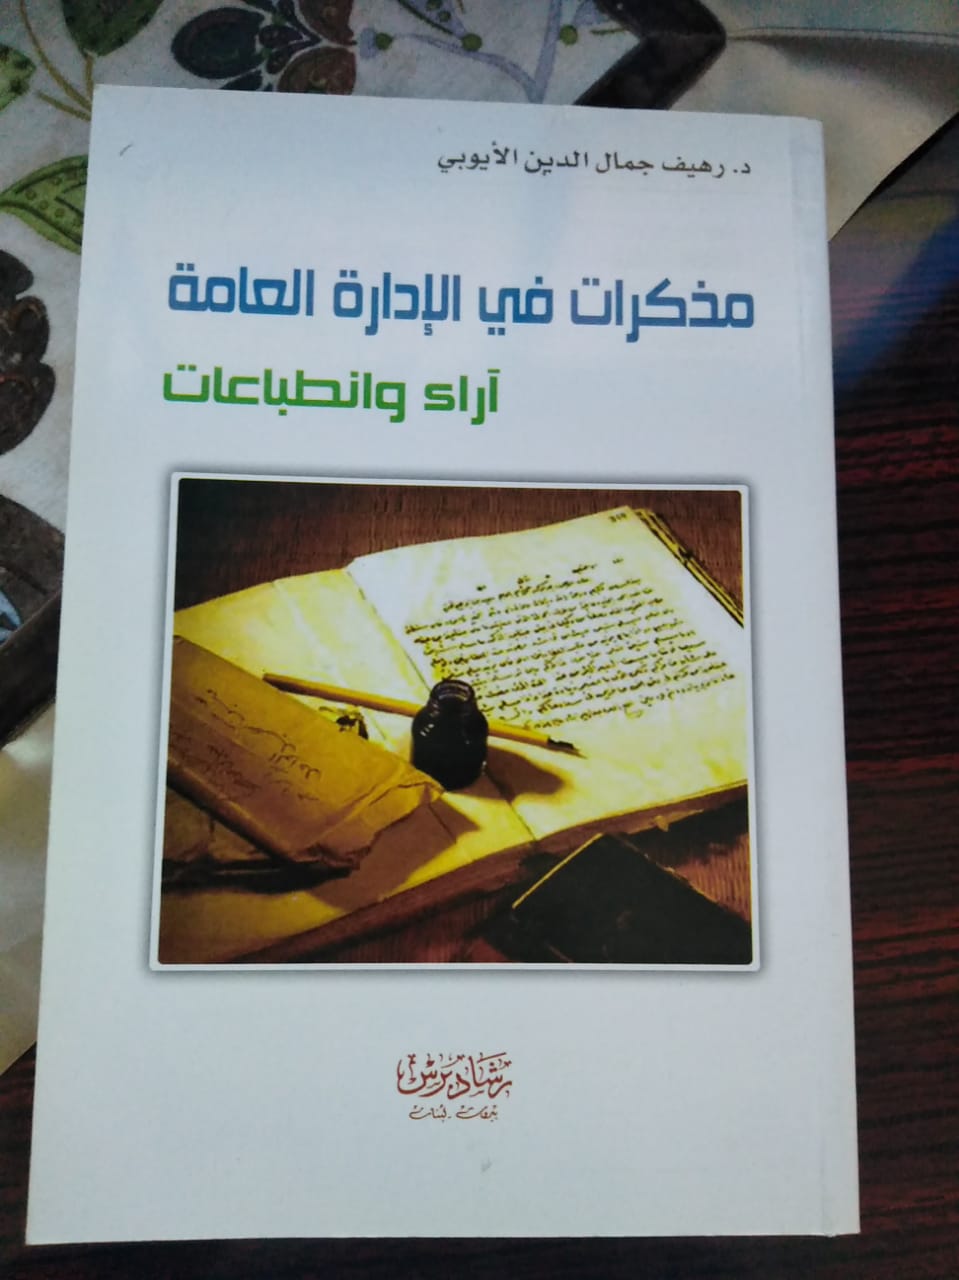 د. رهيف جمال الدين الأيوبي
مذكرات في الإدارة العامة
آراء وانطباعات
رشاد برس
بيروت - لبنان